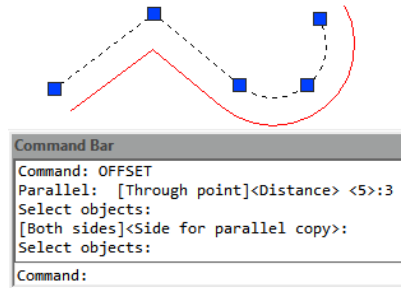 Command Bar
Command: OFFSET
Parallel:  [Through point]<Distance> <5>:3
Select objects:
[Both sides]<Side for parallel copy>:
Select objects:
Command: